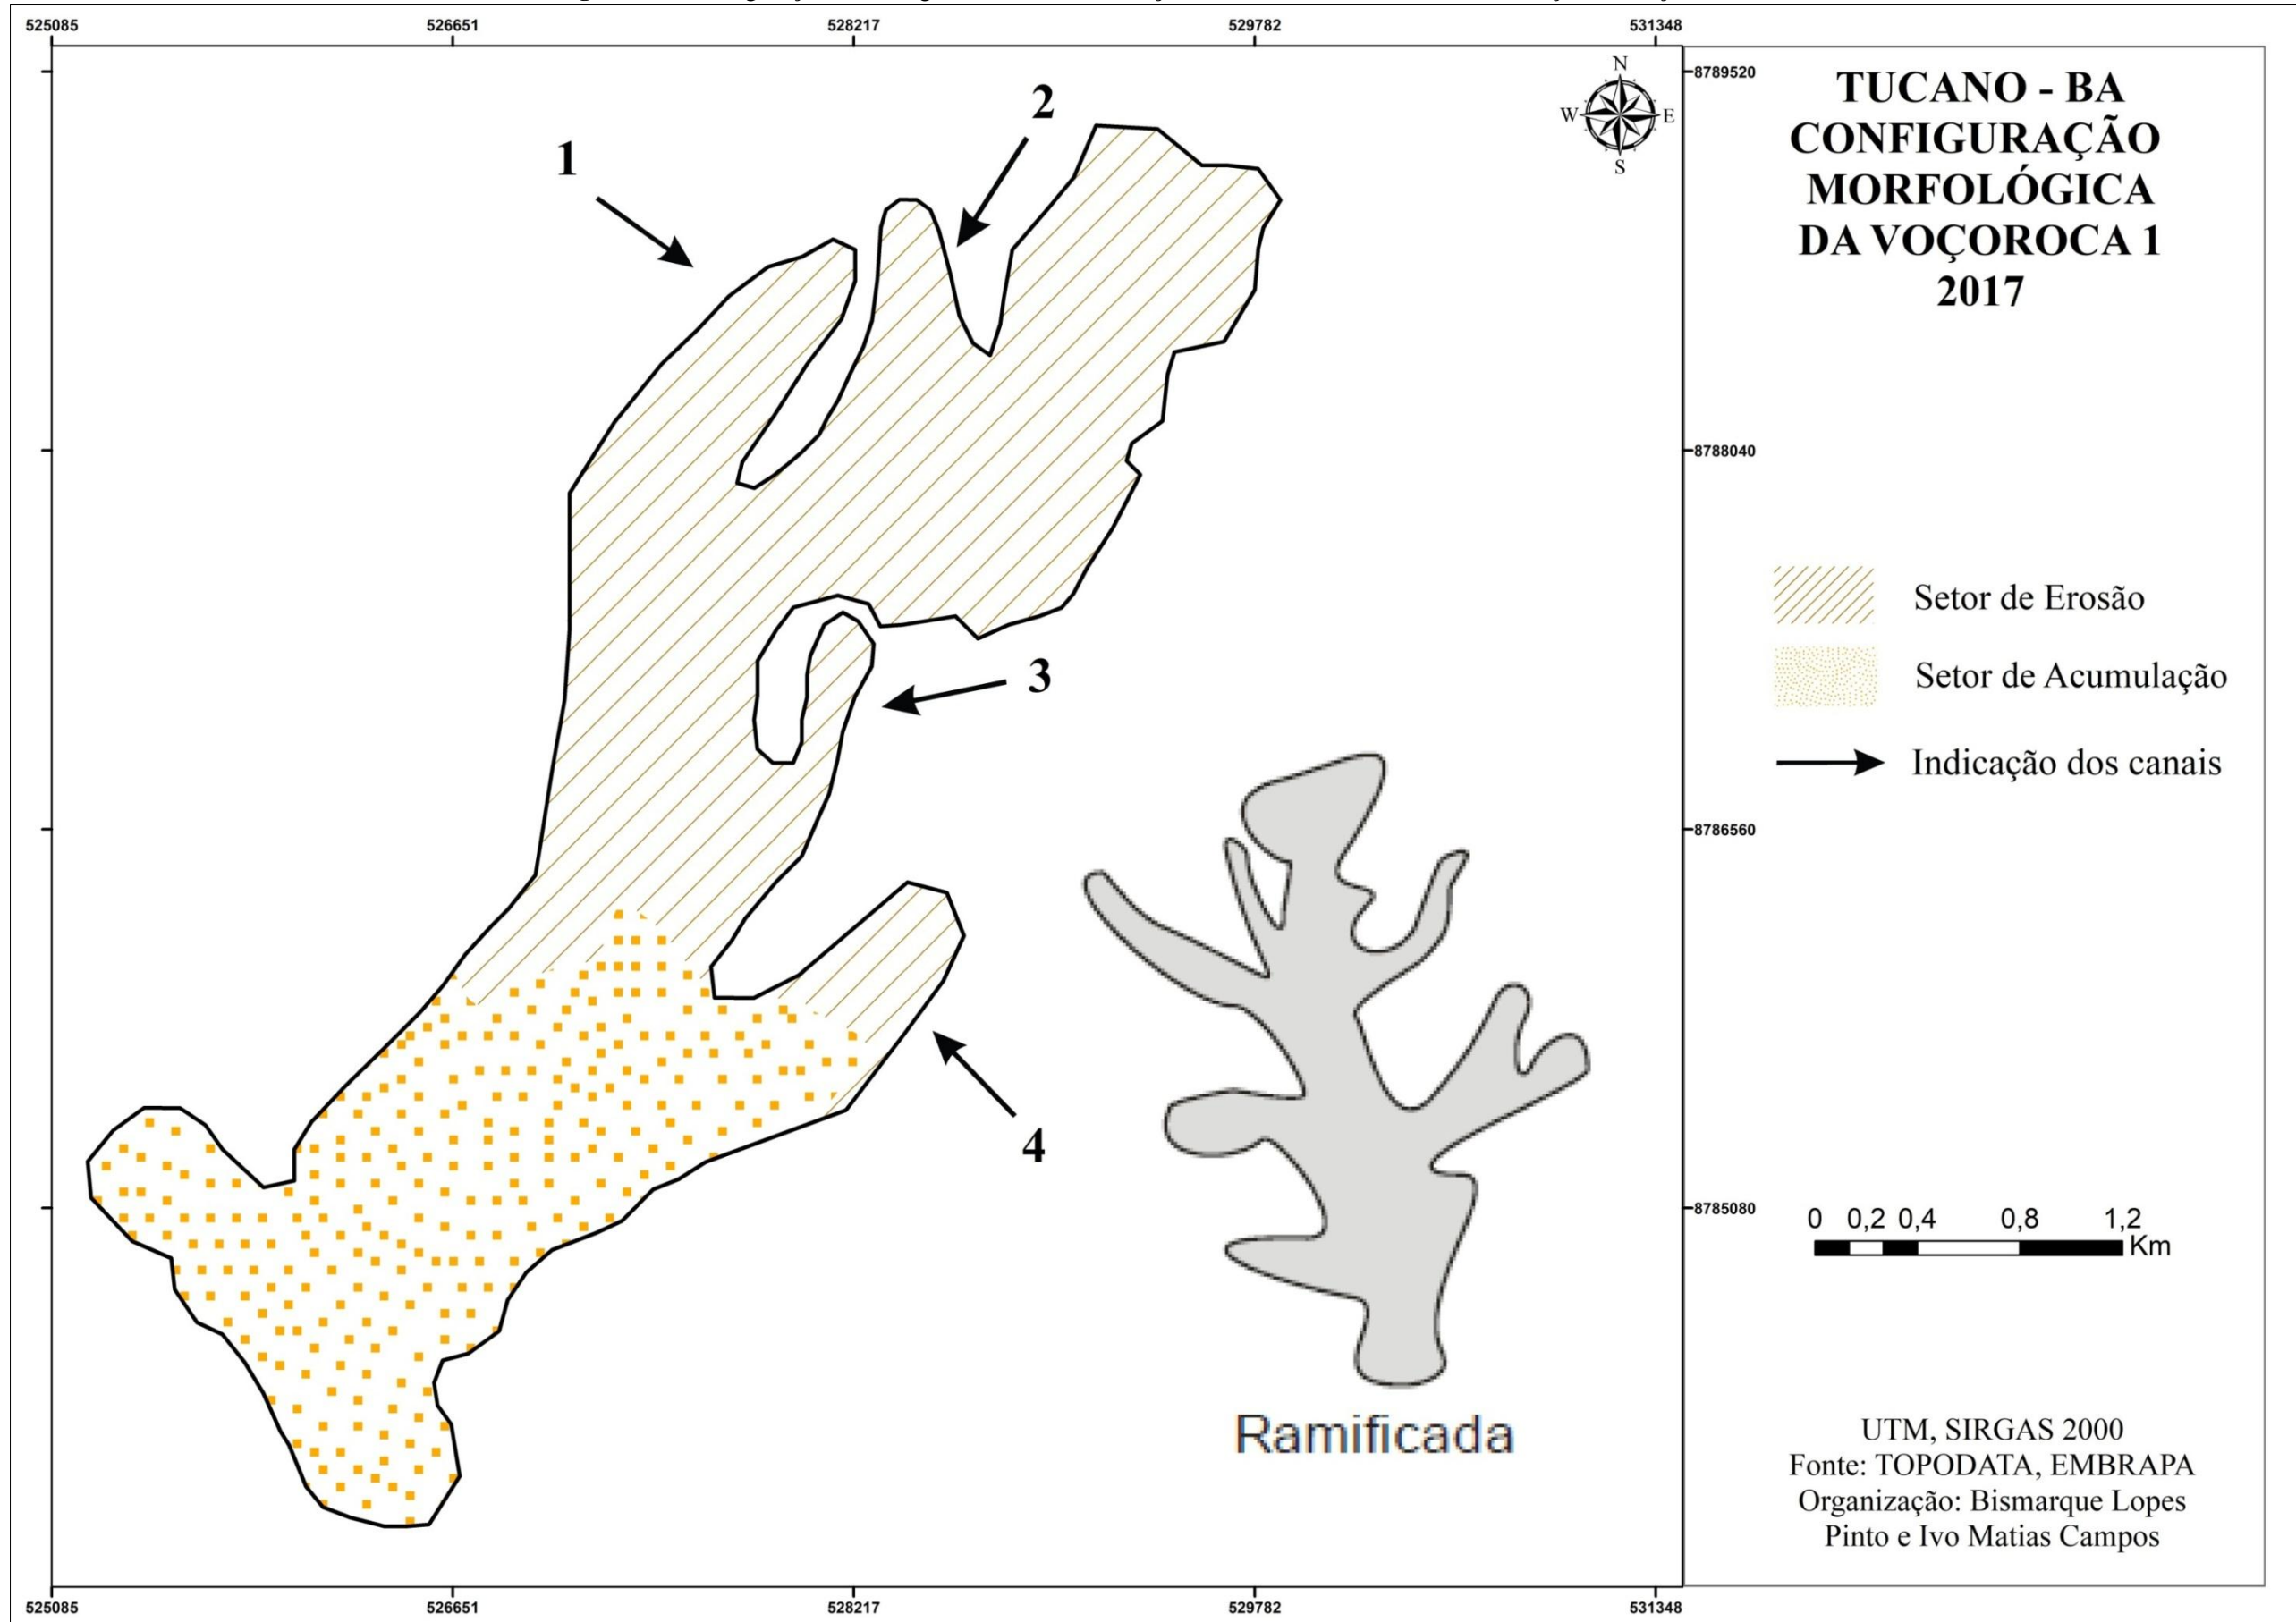 525085
526651
528217
529782
531348
1
2
3
4
N
W
E
S
8789520
8788040
8786560
8785080
TUCANO - BA
CONFIGURAÇÃO
MORFOLÓGICA
DA VOÇOROCA 1
2017
Setor de Erosão
Setor de Acumulação
Indicação dos canais
Ramificada
0 0,2 0,4 0,8 1,2
Km
UTM, SIRGAS 2000
Fonte: TOPODATA, EMBRAPA
Organização: Bismarque Lopes
Pinto e Ivo Matias Campos
525085
526651
528217
529782
531348